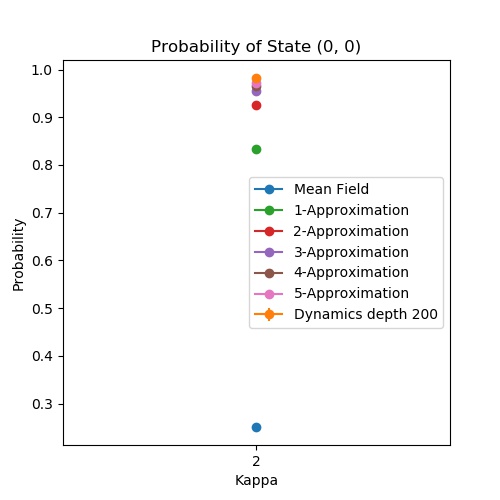 Probability of State (0, 0)
1.0
0.9
0.8
0.7
0.6
0.5
0.4
0.3
Probability
Mean Field
1-Approximation
2-Approximation
3-Approximation
4-Approximation
5-Approximation
Dynamics depth 200
2
Kappa